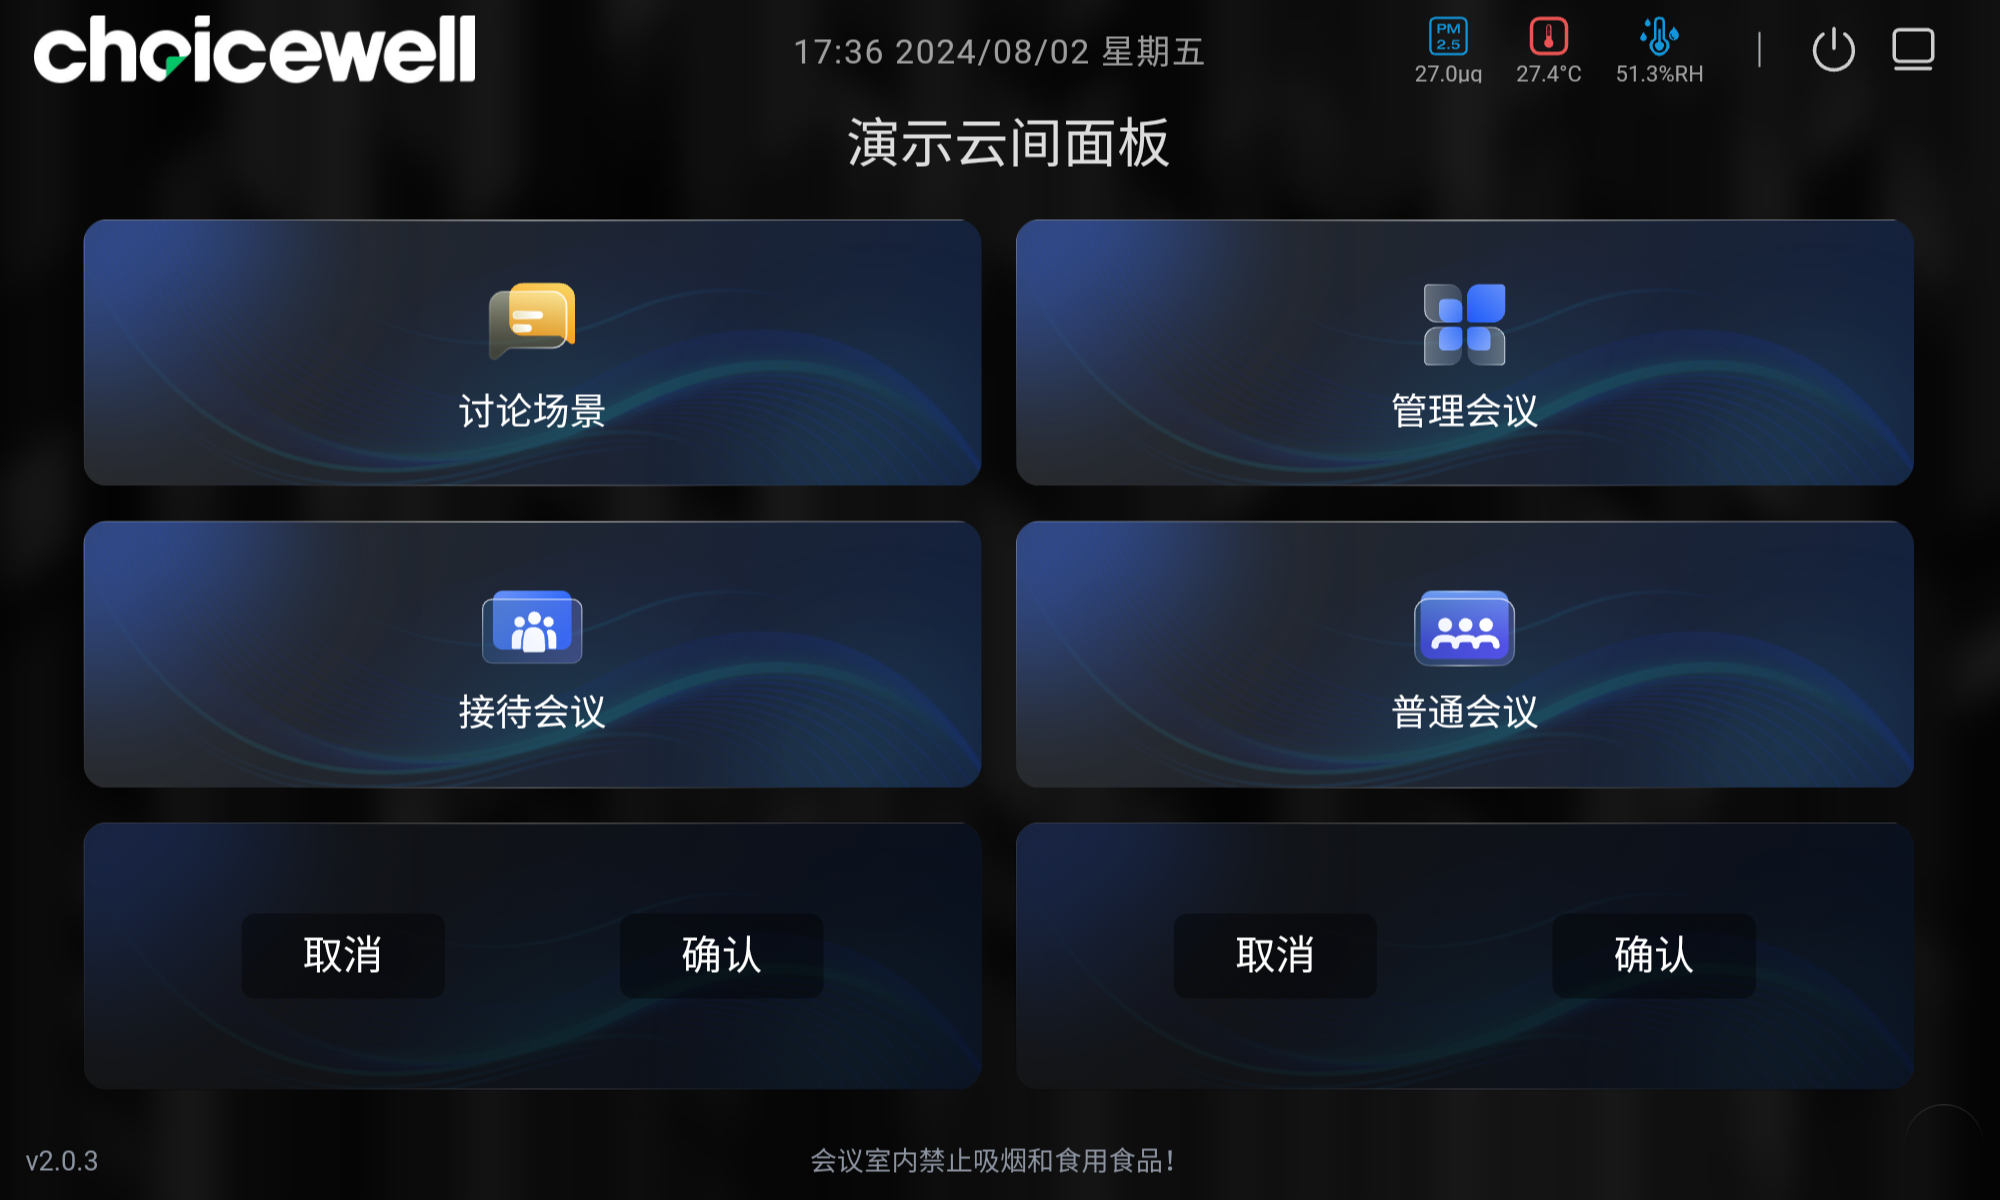 choicewell
17:36 2024/08/02 星期五
PM
2.5
27.0μg
27.4°C
51.3%RH
演示云间面板
讨论场景
管理会议
接待会议
普通会议
取消
确认
取消
确认
v2.0.3
会议室内禁止吸烟和食用食品！